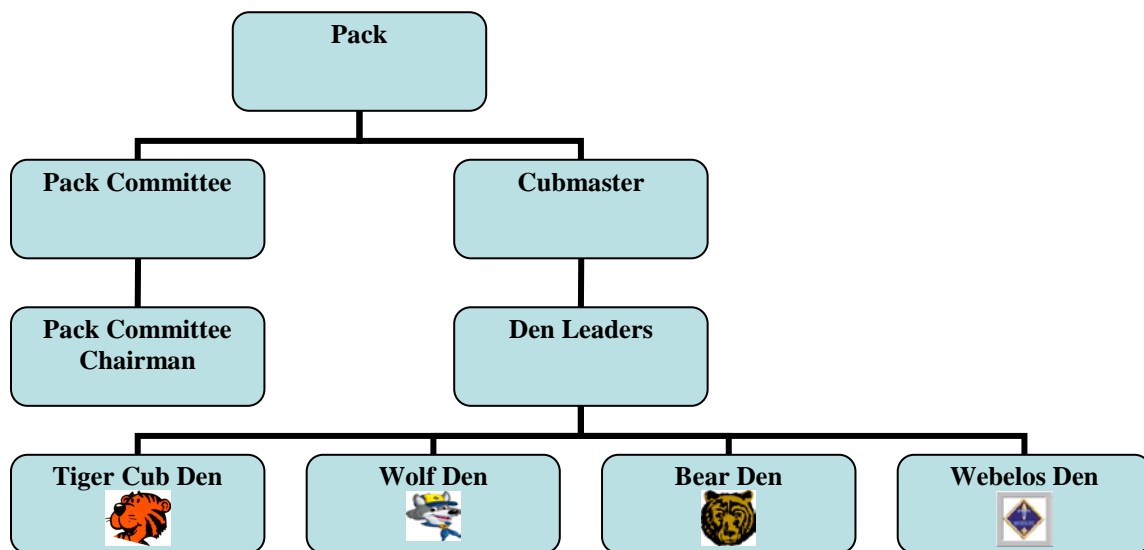 Pack
Pack Committee
Cubmaster
Pack Committee
Chairman
Den Leaders
Tiger Cub Den
Wolf Den
Bear Den
Webelos Den